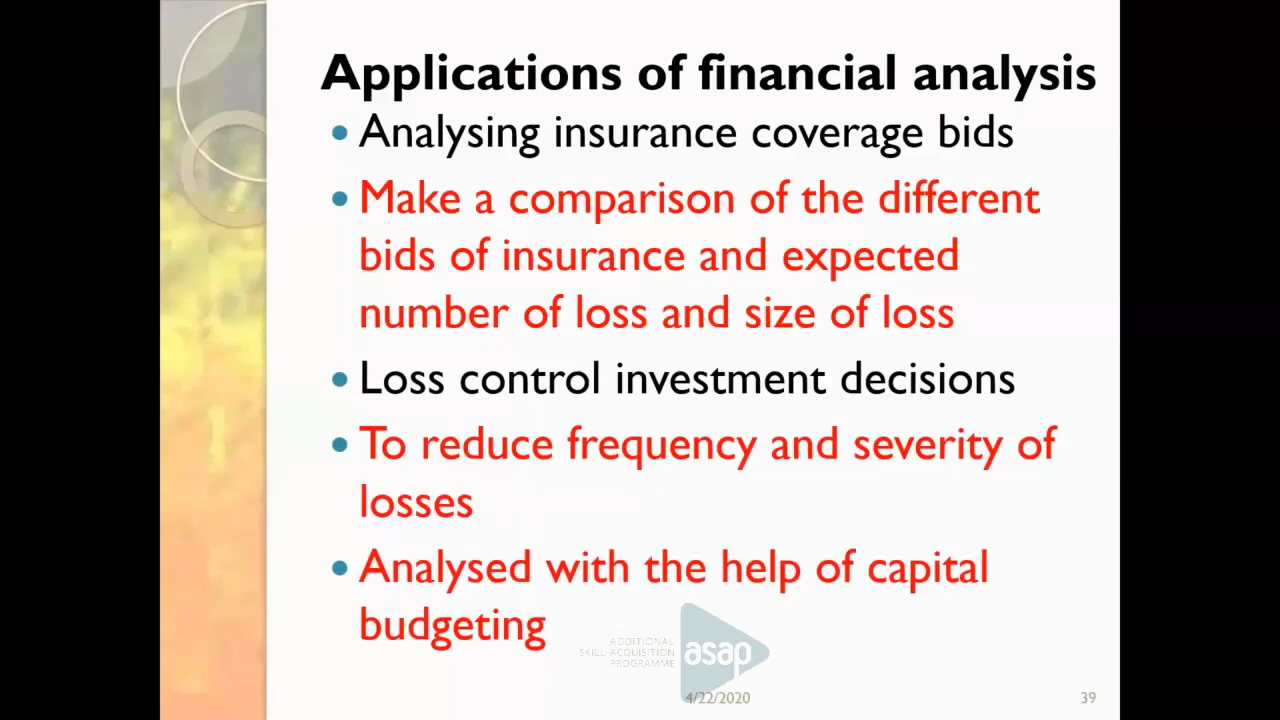 Applications of financial analysis
• Analysing insurance coverage bids
• Make a comparison of the different
bids of insurance and expected
number of loss and size of loss
• Loss control investment decisions
• To reduce frequency and severity of
losses
• Analysed with the help of capital
budgeting
ADDITIONAL
SKILL ACQUISITION
PROGRAMME
asap
4/22/2020
39